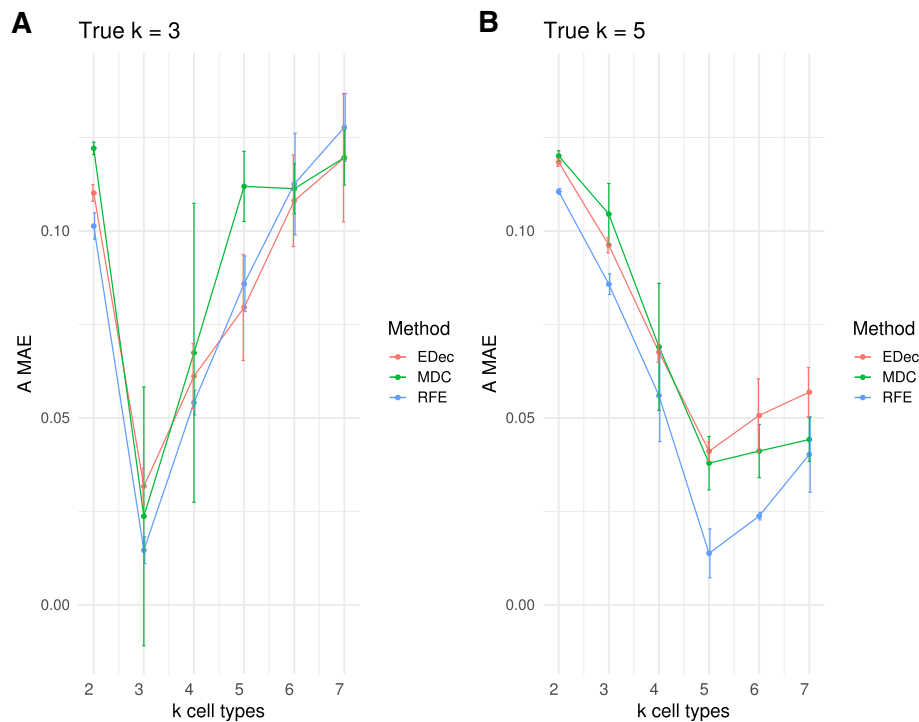 A
True k = 3
A MAE
0.10
0.05
0.00
2 3 4 5 6 7
k cell types
Method
EDec
MDC
RFE
B
True k = 5
A MAE
0.10
0.05
0.00
2 3 4 5 6 7
k cell types
Method
EDec
MDC
RFE